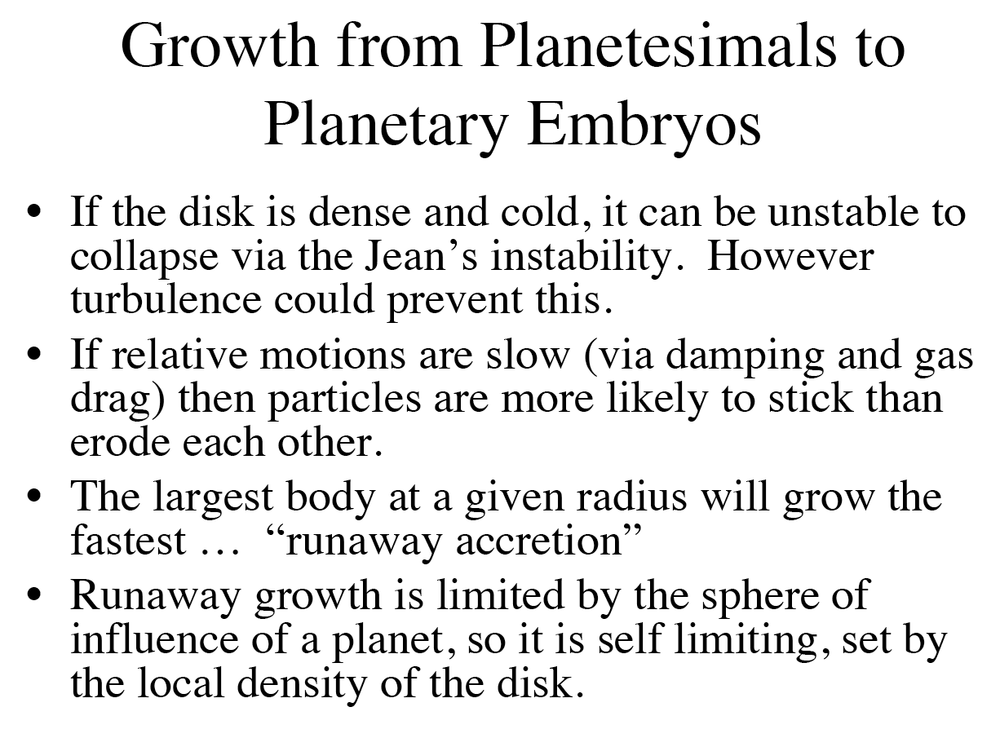 Growth from Planetesimals to
Planetary Embryos
• If the disk is dense and cold, it can be unstable to
collapse via the Jean’s instability.  However
turbulence could prevent this.
• If relative motions are slow (via damping and gas
drag) then particles are more likely to stick than
erode each other.
• The largest body at a given radius will grow the
fastest …  “runaway accretion”
• Runaway growth is limited by the sphere of
influence of a planet, so it is self limiting, set by
the local density of the disk.